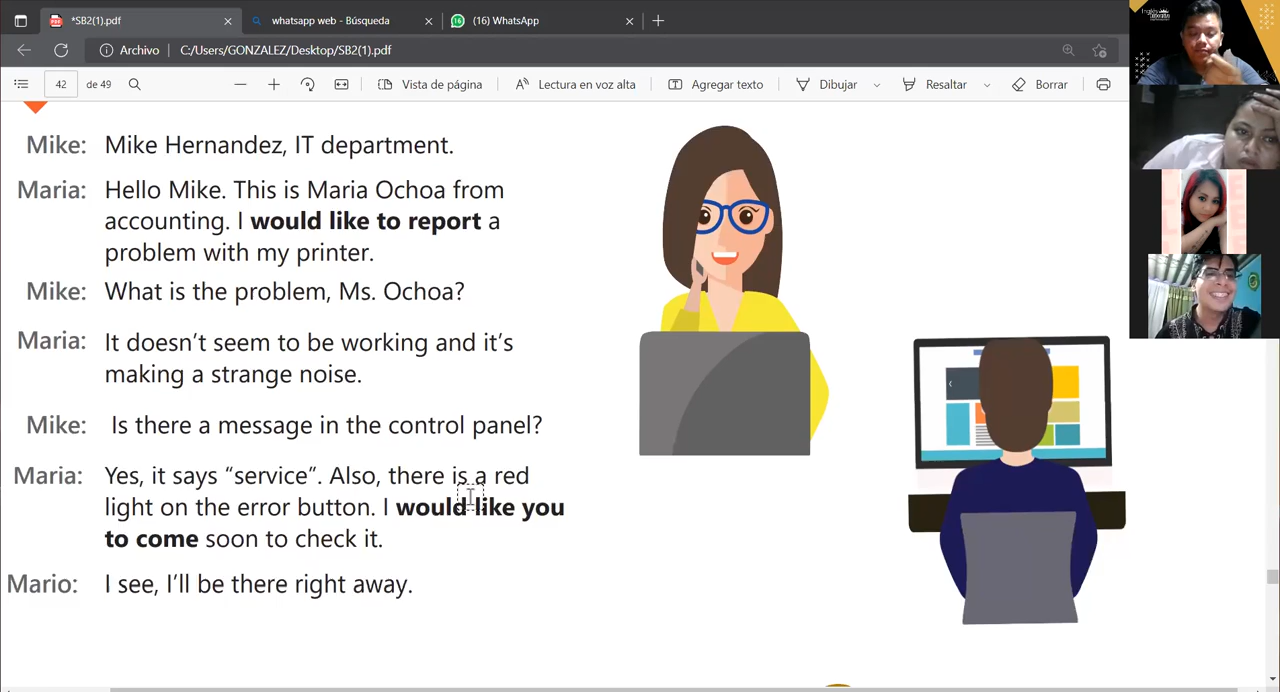 *SB2(1).pdf
whatsapp web - Búsqueda
(16) WhatsApp
Archivo
C:/Users/GONZALEZ/Desktop/SB2(1).pdf
42 de 49
Vista de página
Lectura en voz alta
Agregar texto
Dibujar
Resaltar
Borrar
Mike: Mike Hernandez, IT department.
Maria: Hello Mike. This is Maria Ochoa from
accounting. I would like to report a
problem with my printer.
Mike: What is the problem, Ms. Ochoa?
Maria: It doesn't seem to be working and it's
making a strange noise.
Mike: Is there a message in the control panel?
Maria: Yes, it says “service”. Also, there is a red
light on the error button. I would like you
to come soon to check it.
Mario: I see, I'll be there right away.